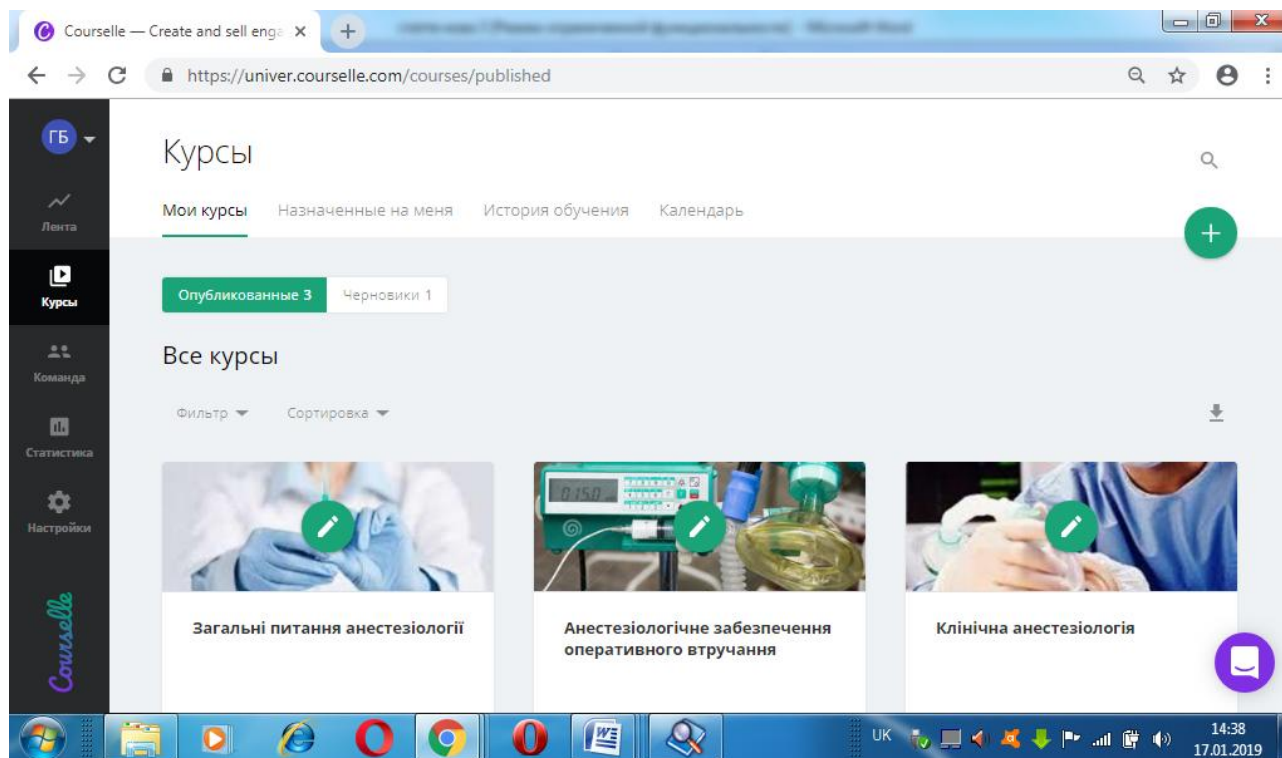 Courselle — Create and sell enga
https://univer.courselle.com/courses/published
ГБ
Курсы
Мои курсы Назначенные на меня История обучения Календарь
Лента
Курсы
Команда
Статистика
Настройки
Courselle
Опубликованные 3 Черновики 1
Все курсы
Фильтр Сортировка
Загальні питання анестезіології
Анестезіологічне забезпечення
оперативного втручання
Клінічна анестезіологія
UK
14:38
17.01.2019